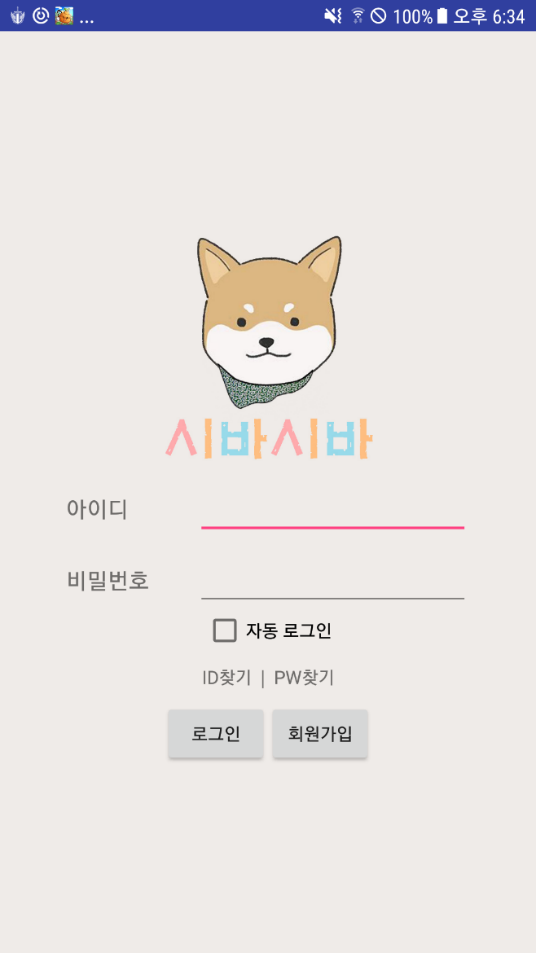 ... 100% 오후 6:34
시바시바
아이디
비밀번호
자동 로그인
ID찾기 | PW찾기
로그인 회원가입